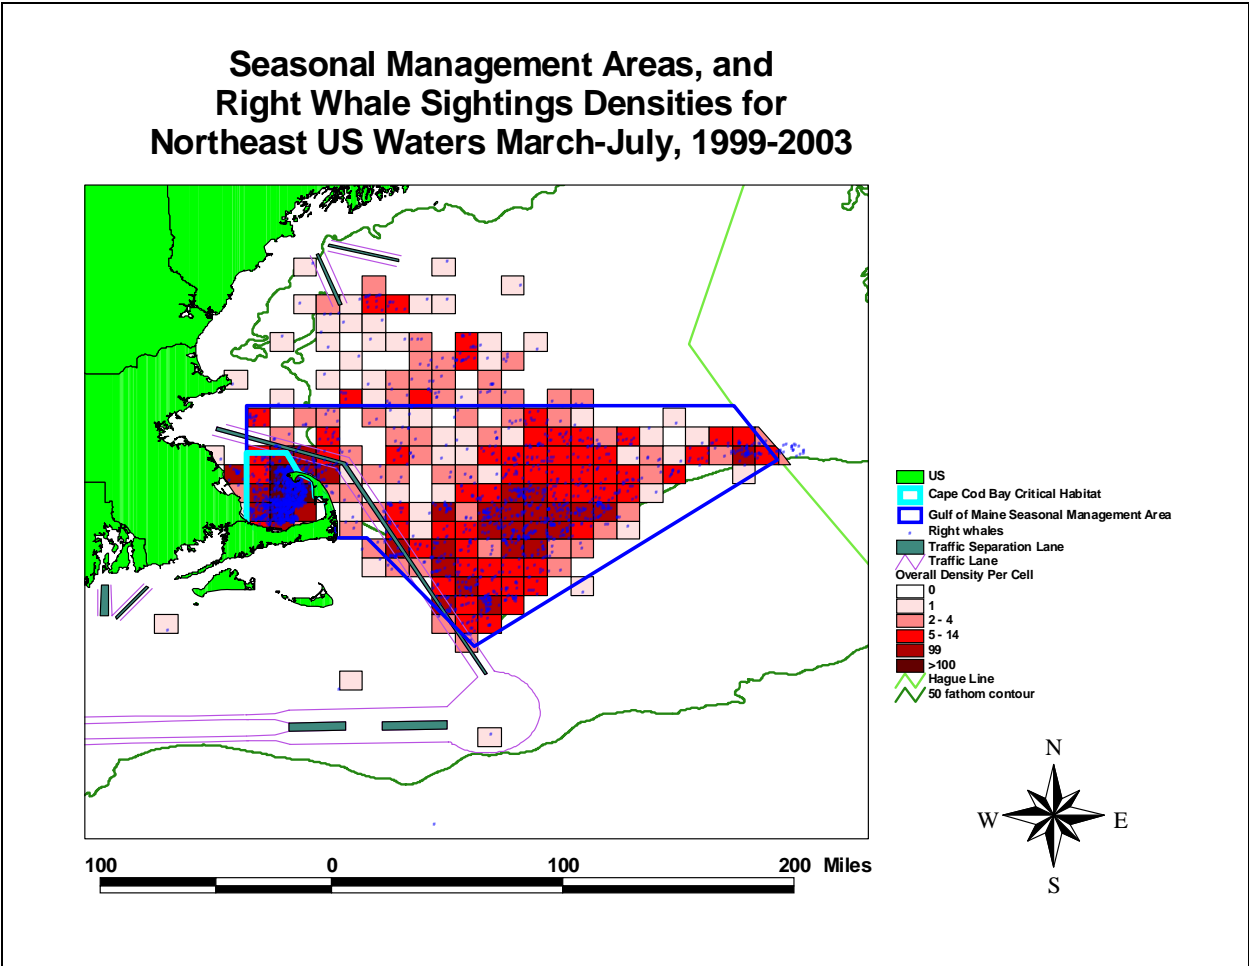 Seasonal Management Areas, and
Right Whale Sightings Densities for
Northeast US Waters March-July, 1999-2003
US
Cape Cod Bay Critical Habitat
Gulf of Maine Seasonal Management Area
Right whales
Traffic Separation Lane
Traffic Lane
Overall Density Per Cell
0
1
2 - 4
5 - 14
99
>100
Hague Line
50 fathom contour
N
W E
S
100 0 100 200 Miles